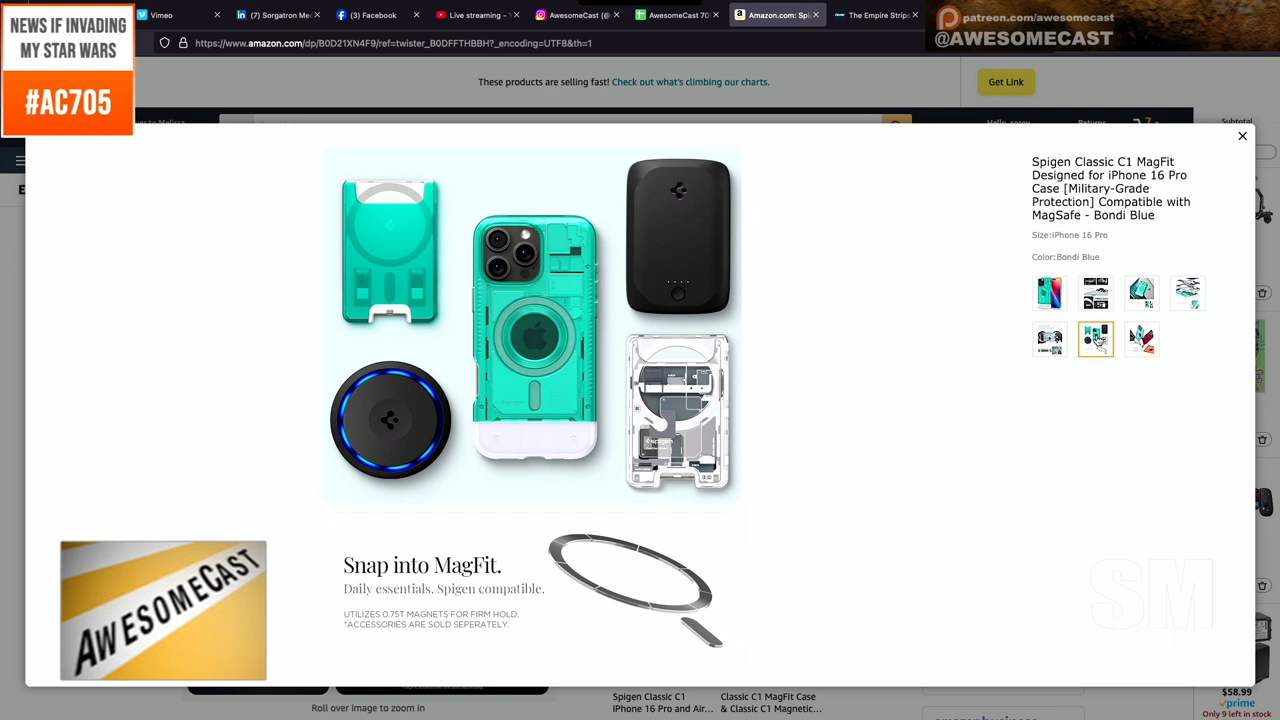 NEWS IF INVADING
MY STAR WARS
#AC705
Vimeo
(7) Sorgatron Me
(3) Facebook
Live streaming -
AwesomeCast (@
AwesomeCast 7
Amazon.com: Spi
The Empire Strips
patreon.com/awesomecast
@AWESOMECAST
https://www.amazon.com/dp/B0D21XN4F9/ref=twister_B0DFFTHBBH?_encoding=UTF8&th=1
These products are selling fast! Check out what's climbing our charts.
Get Link
Spigen Classic C1 MagFit
Designed for iPhone 16 Pro
Case [Military-Grade
Protection] Compatible with
MagSafe - Bondi Blue
Size:iPhone 16 Pro
Color:Bondi Blue
spigen
Snap into MagFit.
Daily essentials. Spigen compatible.
UTILIZES 0.75T MAGNETS FOR FIRM HOLD.
*ACCESSORIES ARE SOLD SEPERATELY.
AWESOMECAST
SM
Roll over image to zoom in
Spigen Classic C1
iPhone 16 Pro and Air...
Classic C1 MagFit Case
& Classic C1 Magnetic...
$58.99
prime
Only 9 left in stock